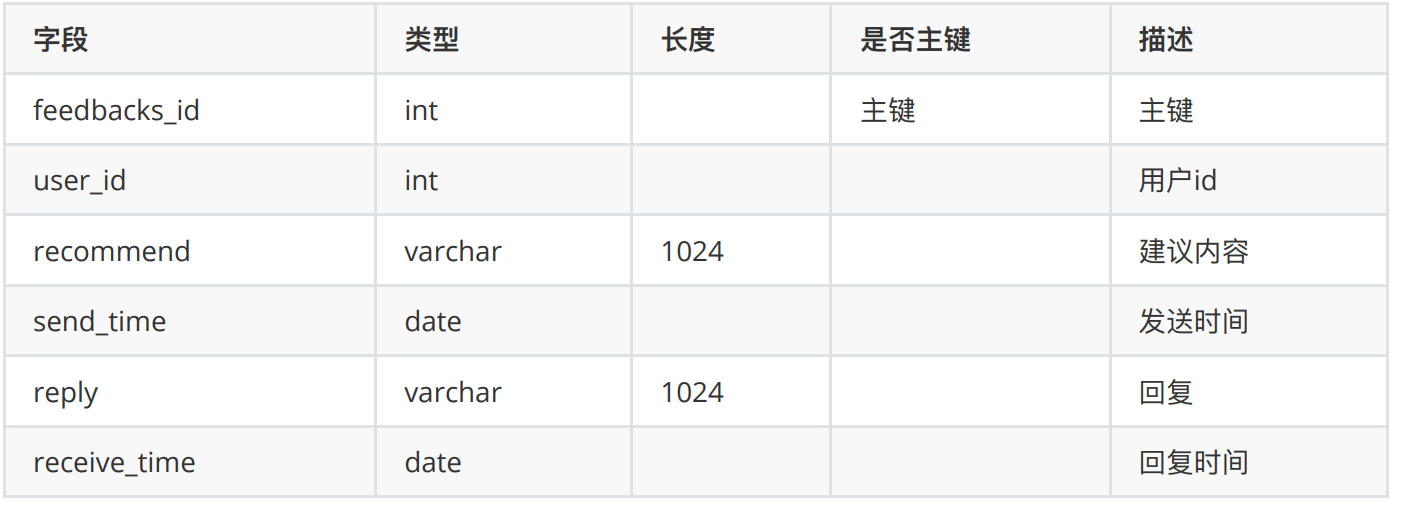 字段 类型 长度 是否主键 描述
feedbacks_id int 主键 主键
user_id int 用户id
recommend varchar 1024 建议内容
send_time date 发送时间
reply varchar 1024 回复
receive_time date 回复时间